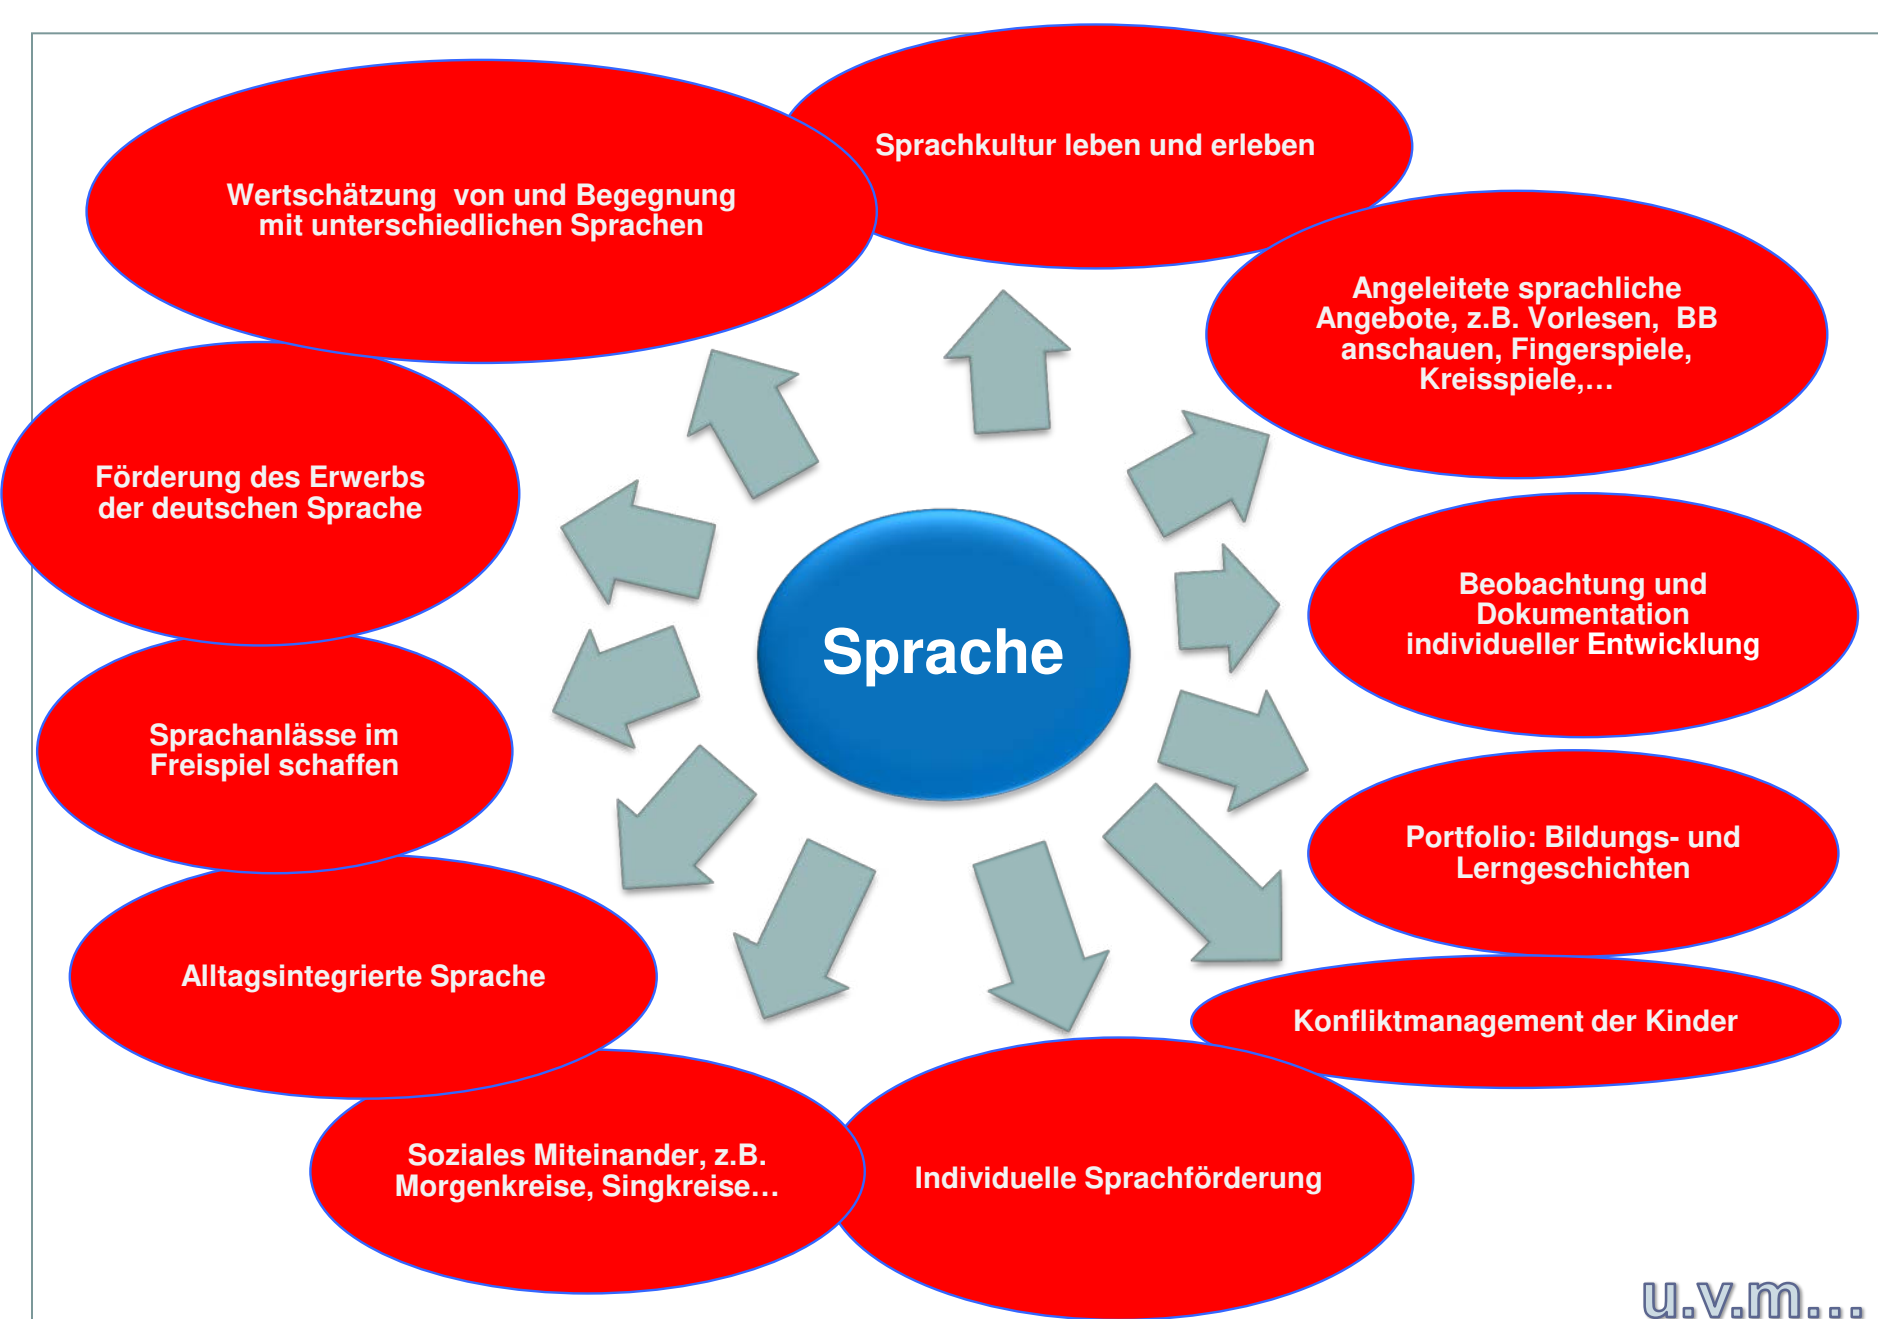 Sprachkultur leben und erleben
Wertschätzung  von und Begegnung
mit unterschiedlichen Sprachen
Angeleitete sprachliche
Angebote, z.B. Vorlesen,  BB
anschauen, Fingerspiele,
Kreisspiele,…
Förderung des Erwerbs
der deutschen Sprache
Beobachtung und
Dokumentation
individueller Entwicklung
Sprache
Sprachanlässe im
Freispiel schaffen
Portfolio: Bildungs- und
Lerngeschichten
Alltagsintegrierte Sprache
Konfliktmanagement der Kinder
Soziales Miteinander, z.B.
Morgenkreise, Singkreise…
Individuelle Sprachförderung
u.v.m…